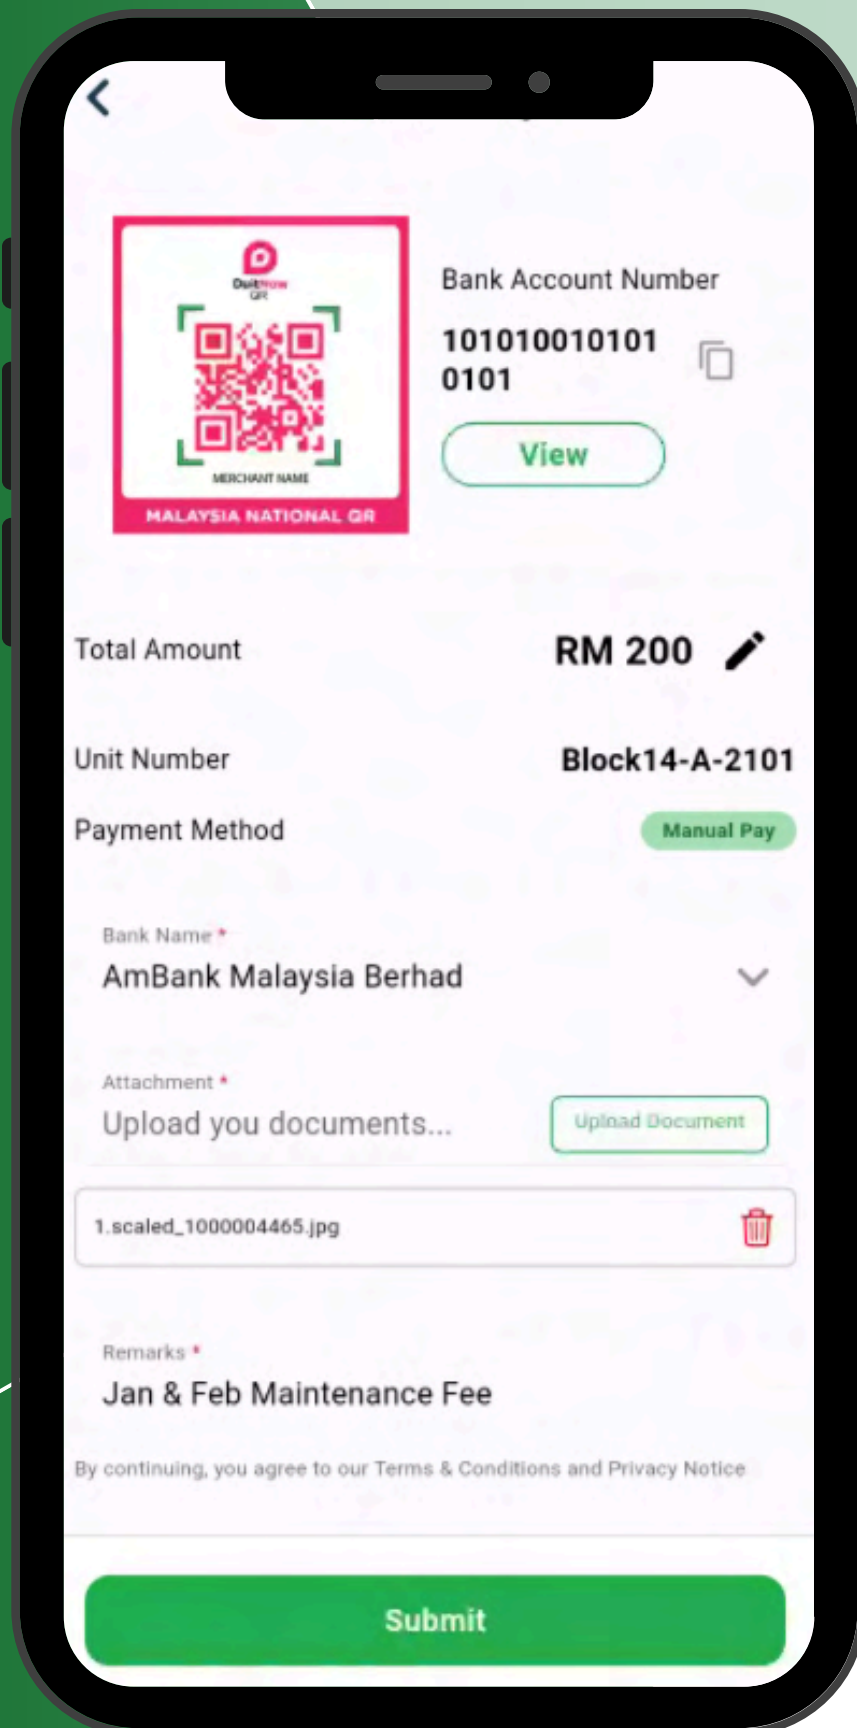 DuitNow
QR
MERCHANT NAME
MALAYSIA NATIONAL QR
Bank Account Number
101010010101
0101
View
Total Amount
RM 200
Unit Number
Block14-A-2101
Payment Method
Manual Pay
Bank Name *
AmBank Malaysia Berhad
Attachment *
Upload you documents...
Upload Document
1.scaled_1000004465.jpg
Remarks *
Jan & Feb Maintenance Fee
By continuing, you agree to our Terms & Conditions and Privacy Notice
Submit